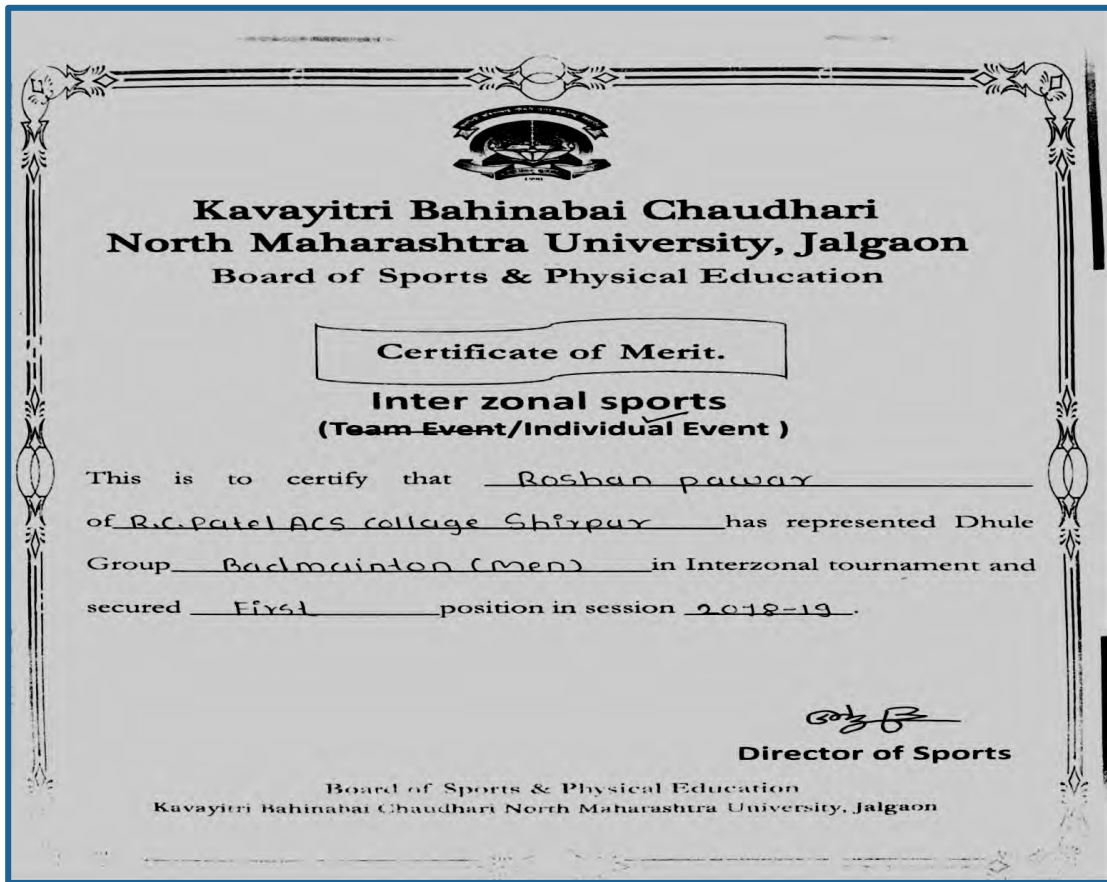 Kavayitri Bahinabai Chaudhari
North Maharashtra University, Jalgaon
Board of Sports & Physical Education
Certificate of Merit.
Inter zonal sports
(Team Event/Individual Event )
This is to certify that Roshan pawar
of R.C.Patel ACS collage Shirpur has represented Dhule
Group Badmainton (Men) in Interzonal tournament and
secured First position in session 2018-19.
Director of Sports
Board of Sports & Physical Education
Kavayitri Bahinabai Chaudhari North Maharashtra University, Jalgaon